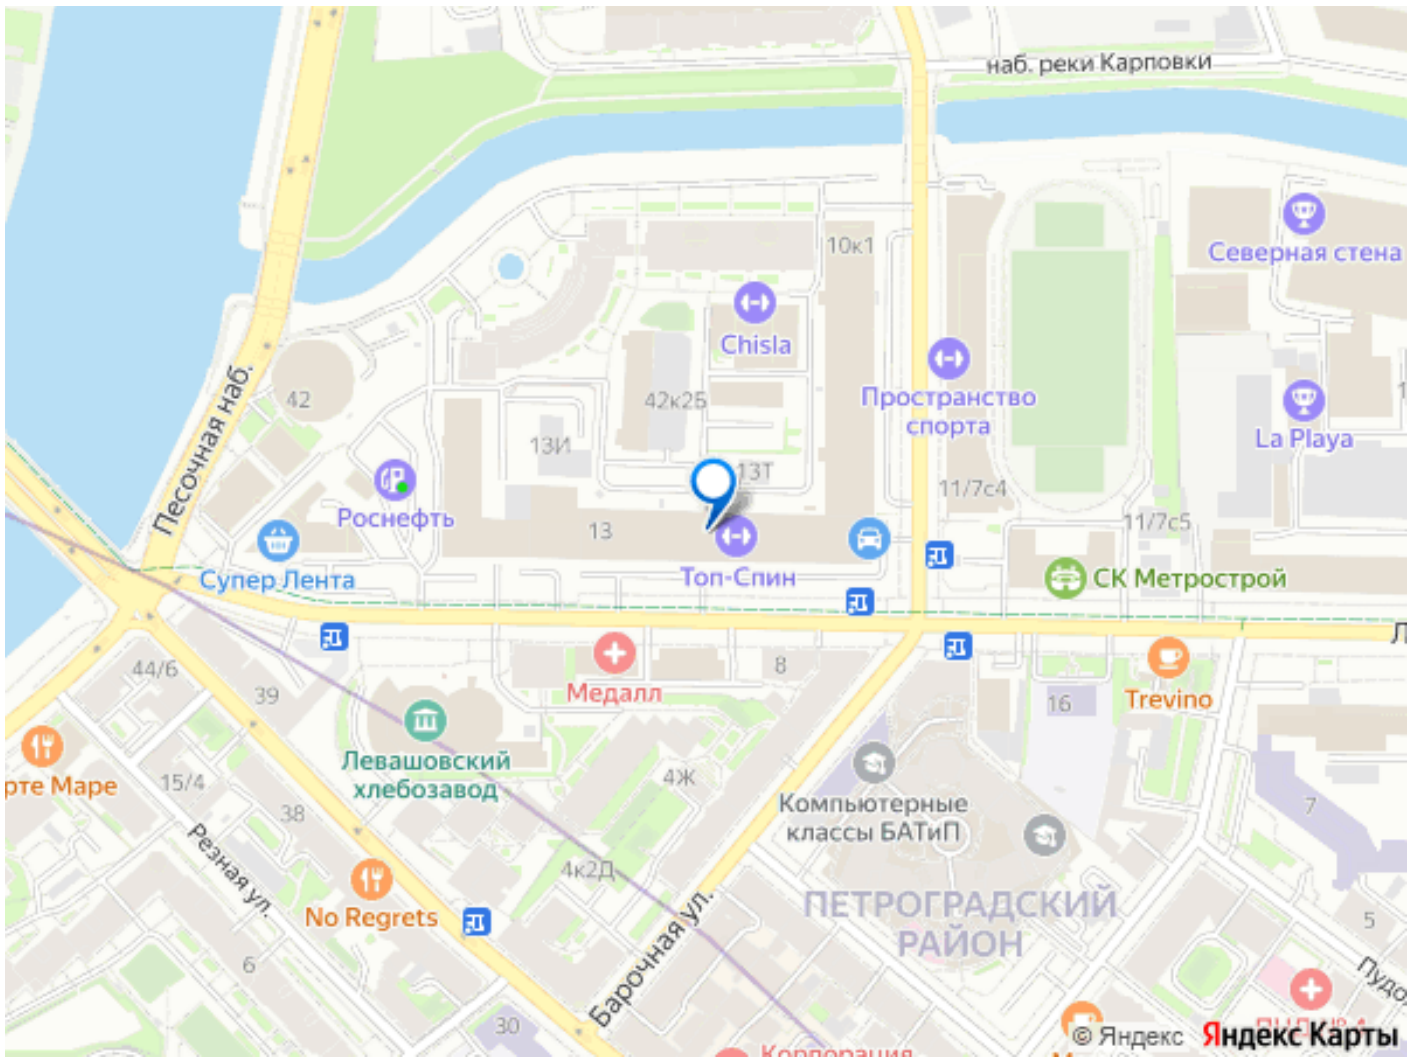 наб. реки Карповки
10к1
Северная стена
Chisla
Песочная наб.
42
42к25
Пространство
спорта
La Playa
13И
13Т
11/7с4
Роснефть
13
11/7с5
Супер Лента
Топ-Спин
СК Метрострой
44/6
39
Медалл
8
16
Trevino
Левашовский
хлебозавод
рте Маре
15/4
38
4Ж
Компьютерные
классы БАТиП
7
Резная ул.
4к2Д
No Regrets
ПЕТРОГРАДСКИЙ
РАЙОН
5
Барочная ул.
6
Пудо
30
© Яндекс Яндекс Карты
Корпорация